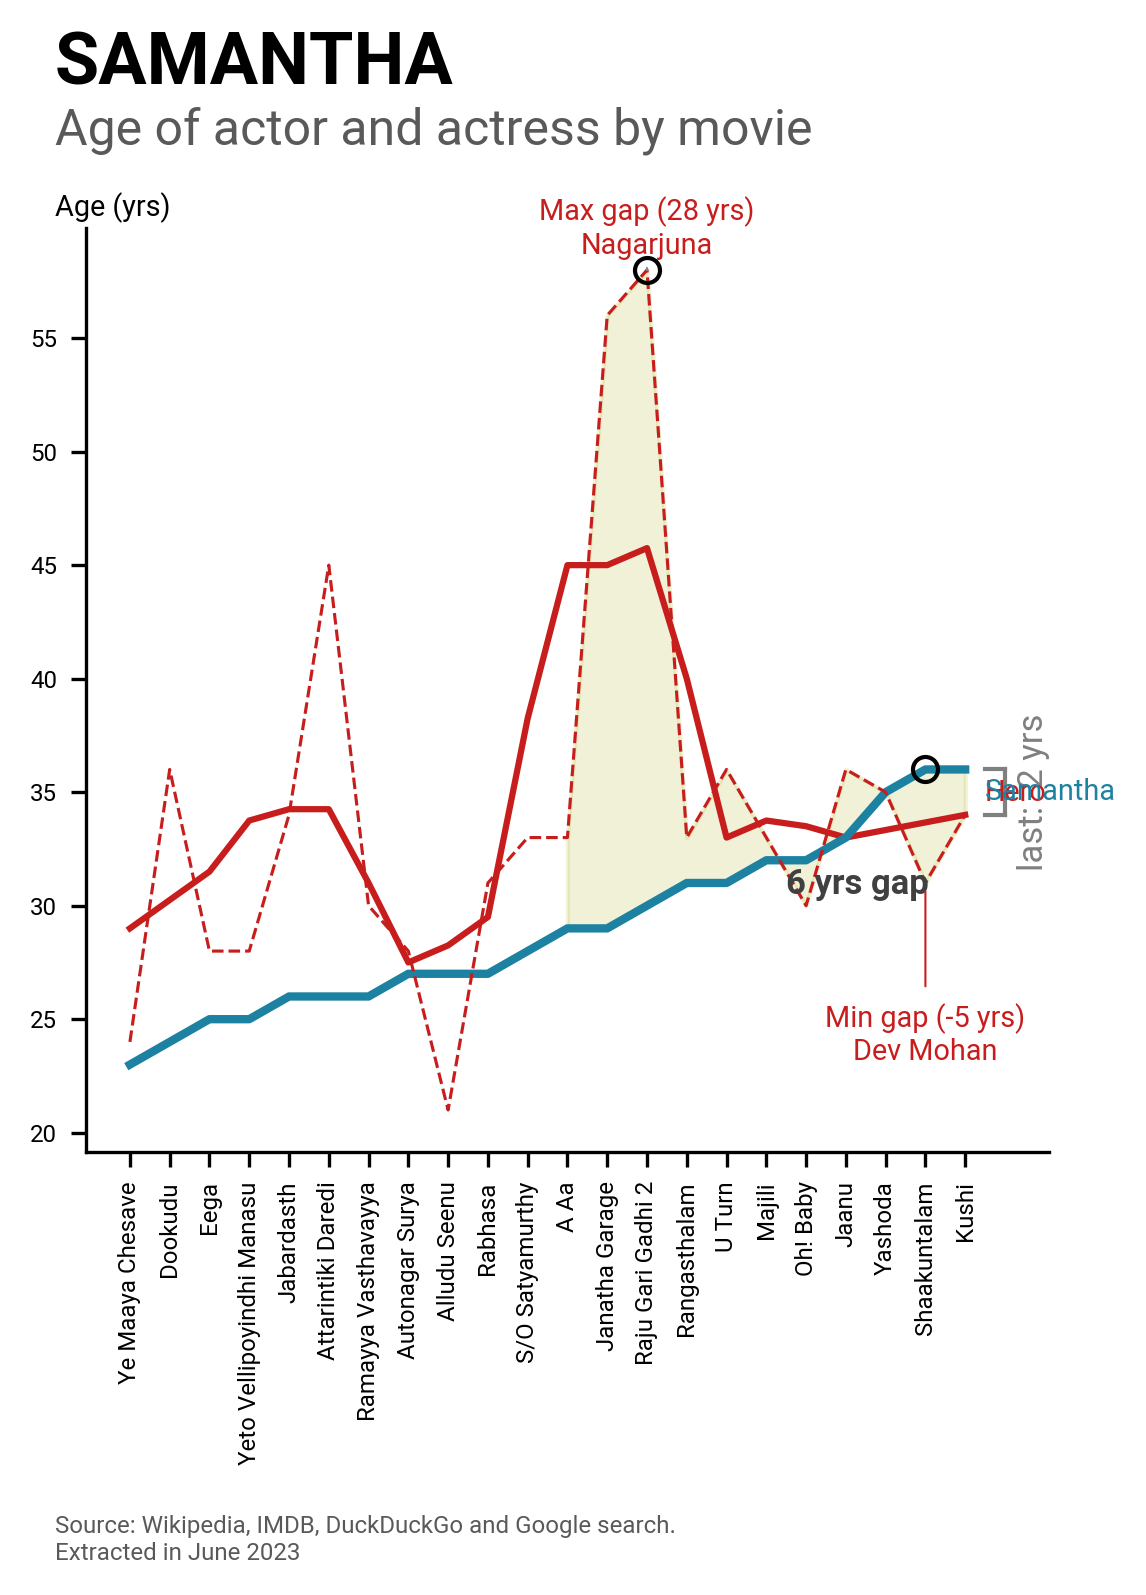 SAMANTHA
Age of actor and actress by movie
Age (yrs)
Max gap (28 yrs)
Nagarjuna
55
50
45
40
35
30
25
20
last: -2 yrs
Hero
Samantha
6 yrs gap
Min gap (-5 yrs)
Dev Mohan
Ye Maaya Chesave
Dookudu
Eega
Yeto Vellipoyindhi Manasu
Jabardasth
Attarintiki Daredi
Ramayya Vasthavayya
Autonagar Surya
Alludu Seenu
Rabhasa
S/O Satyamurthy
A Aa
Janatha Garage
Raju Gari Gadhi 2
Rangasthalam
U Turn
Majili
Oh! Baby
Jaanu
Yashoda
Shaakuntalam
Kushi
Source: Wikipedia, IMDB, DuckDuckGo and Google search.
Extracted in June 2023